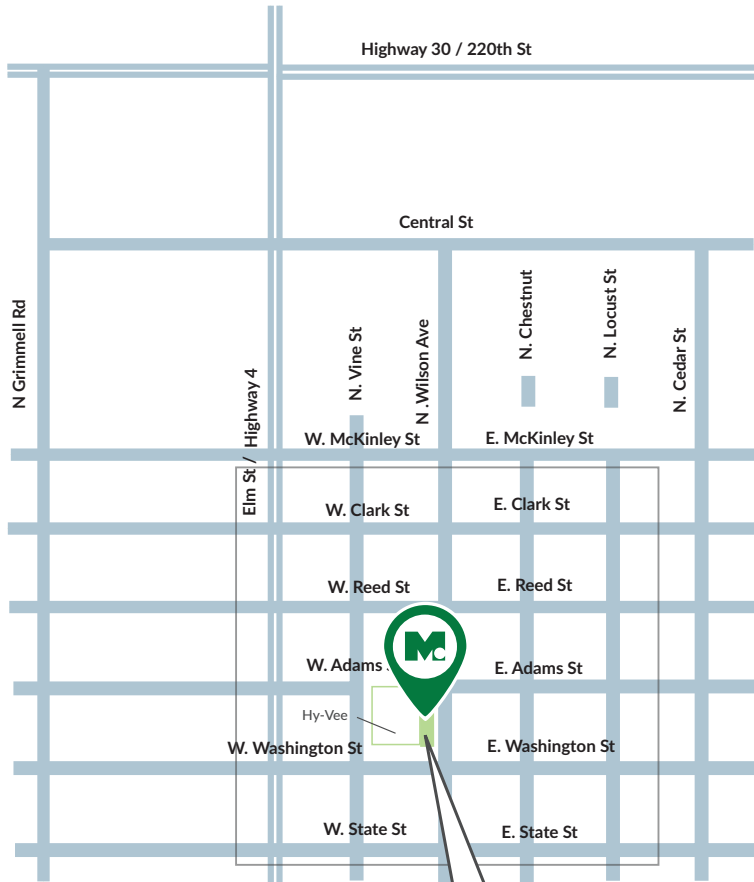 Highway 30 / 220th St
Central St
N Grimmell Rd
Elm St / Highway 4
N. Vine St
N .Wilson Ave
N. Chestnut
N. Locust St
N. Cedar St
W. McKinley St
E. McKinley St
W. Clark St
E. Clark St
W. Reed St
E. Reed St
M.
W. Adams
E. Adams St
Hy-Vee
W. Washington St
E. Washington St
W. State St
E. State St